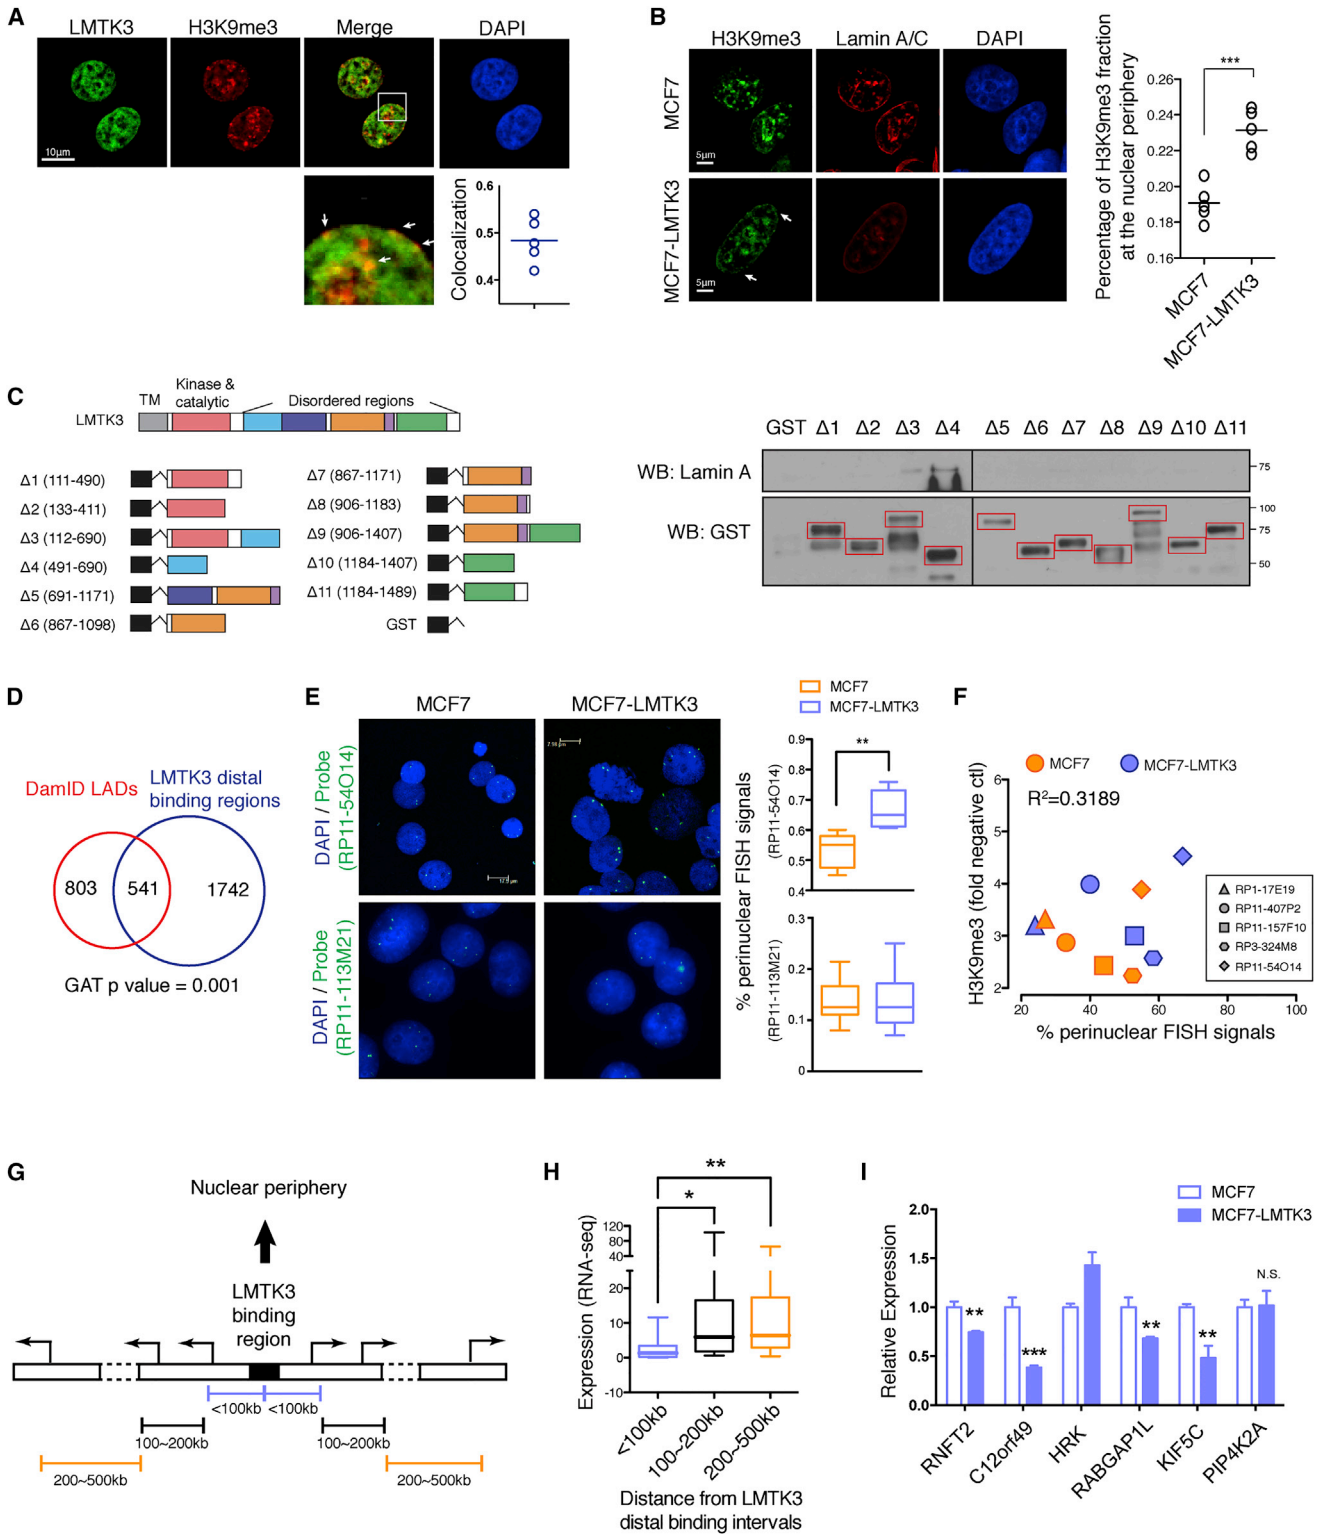 A
LMTK3
H3K9me3
Merge
DAPI
10µm
Colocalization
0.6
0.5
0.4
B
H3K9me3
Lamin A/C
DAPI
MCF7
MCF7-LMTK3
5µm
5µm
Percentage of H3K9me3 fraction
at the nuclear periphery
***
0.26
0.24
0.22
0.20
0.18
0.16
MCF7
MCF7-LMTK3
C
TM
Kinase &
catalytic
Disordered regions
LMTK3
Δ1 (111-490)
Δ2 (133-411)
Δ3 (112-690)
Δ4 (491-690)
Δ5 (691-1171)
Δ6 (867-1098)
Δ7 (867-1171)
Δ8 (906-1183)
Δ9 (906-1407)
Δ10 (1184-1407)
Δ11 (1184-1489)
GST
GST Δ1 Δ2 Δ3 Δ4 Δ5 Δ6 Δ7 Δ8 Δ9 Δ10 Δ11
WB: Lamin A
75
WB: GST
100
75
50
D
DamID LADs
LMTK3 distal
binding regions
803
541
1742
GAT p value = 0.001
E
MCF7
MCF7-LMTK3
DAPI / Probe
(RP11-54O14)
DAPI / Probe
(RP11-113M21)
7.98 µm
MCF7
MCF7-LMTK3
% perinuclear FISH signals
(RP11-54O14)
(RP11-113M21)
**
0.9
0.8
0.7
0.6
0.5
0.4
0.3
0.2
0.1
0
F
MCF7
MCF7-LMTK3
R²=0.3189
H3K9me3 (fold negative ctl)
6
5
4
3
2
20
40
60
80
100
% perinuclear FISH signals
RP1-17E19
RP11-407P2
RP11-157F10
RP3-324M8
RP11-54O14
G
Nuclear periphery
LMTK3
binding
region
<100kb
<100kb
100~200kb
100~200kb
200~500kb
200~500kb
H
**
*
Expression (RNA-seq)
120
80
40
20
10
0
-10
<100kb
100~200kb
200~500kb
Distance from LMTK3
distal binding intervals
I
MCF7
MCF7-LMTK3
Relative Expression
2.0
1.5
1.0
0.5
0.0
**
***
**
**
N.S.
RNFT2
C12orf49
HRK
RABGAP1L
KIF5C
PIP4K2A